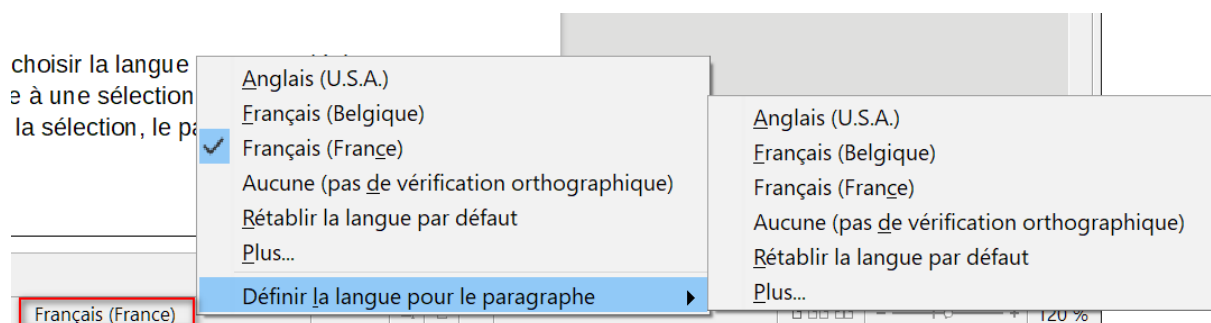 choisir la langue
e à une sélection
la sélection, le pa
Anglais (U.S.A.)
Français (Belgique)
Français (France)
Aucune (pas de vérification orthographique)
Rétablir la langue par défaut
Plus...
Définir la langue pour le paragraphe
Anglais (U.S.A.)
Français (Belgique)
Français (France)
Aucune (pas de vérification orthographique)
Rétablir la langue par défaut
Plus...
Français (France)
120 %